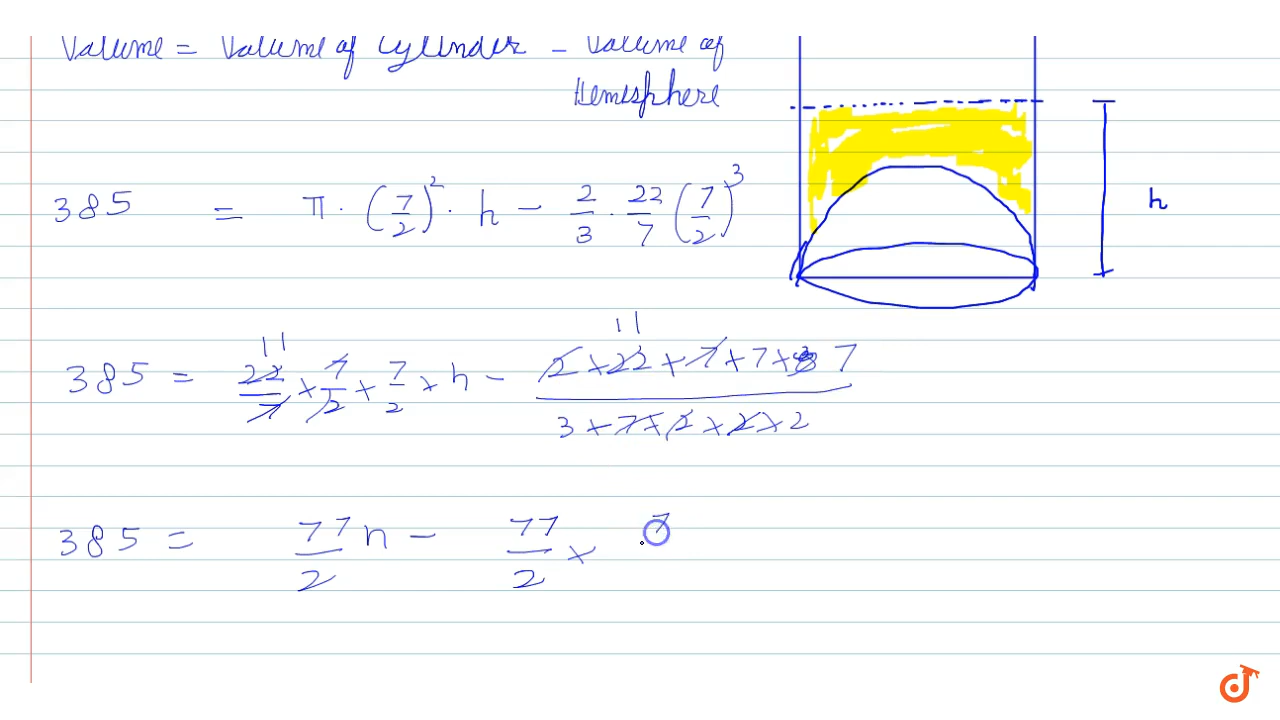 Volume = Volume of Cylinder - Volume of
Hemisphere
385 = π · (7/2)² · h - 2/3 · 22/7 (7/2)³
h
11 11
385 = 22/7 × 7/2 × 7/2 × h - 2 × 22 × 7 × 7 × 7 / 3 × 7 × 2 × 2 × 2
385 = 77/2 h - 77/2 × 7